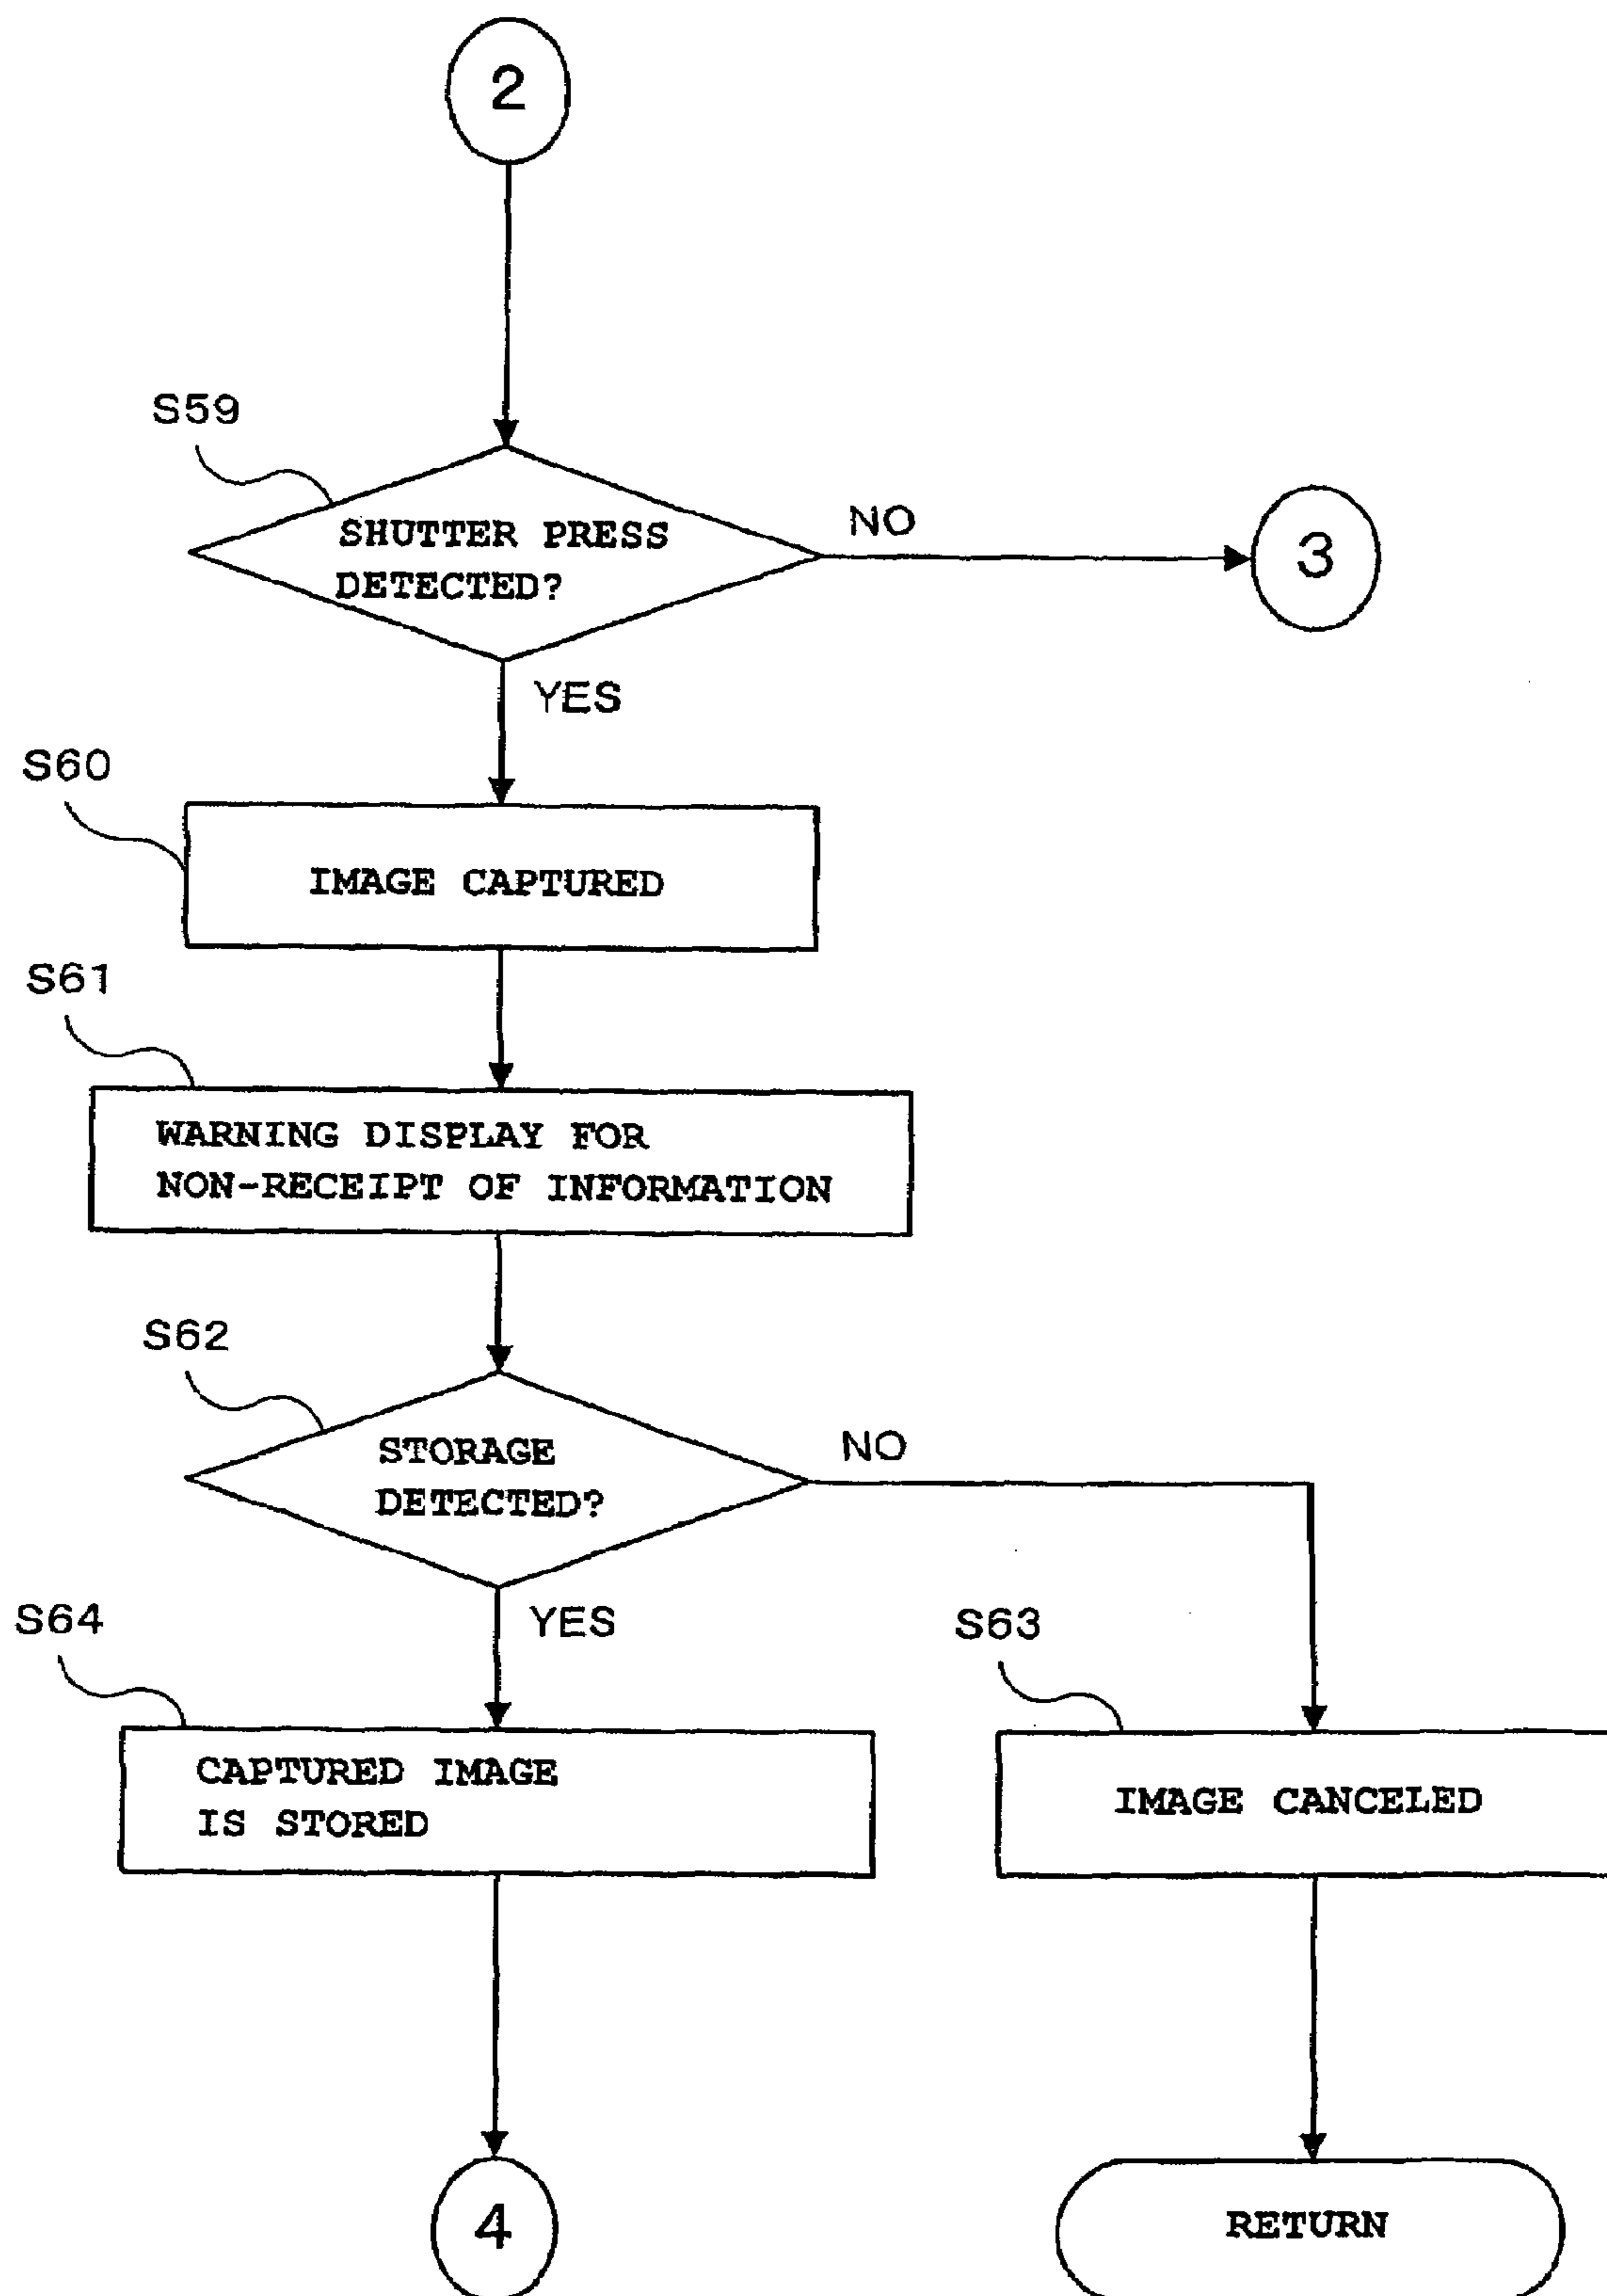 2
S59
SHUTTER PRESS
DETECTED?
NO
3
YES
S60
IMAGE CAPTURED
S61
WARNING DISPLAY FOR
NON-RECEIPT OF INFORMATION
S62
STORAGE
DETECTED?
NO
YES
S64
CAPTURED IMAGE
IS STORED
S63
IMAGE CANCELED
4
RETURN